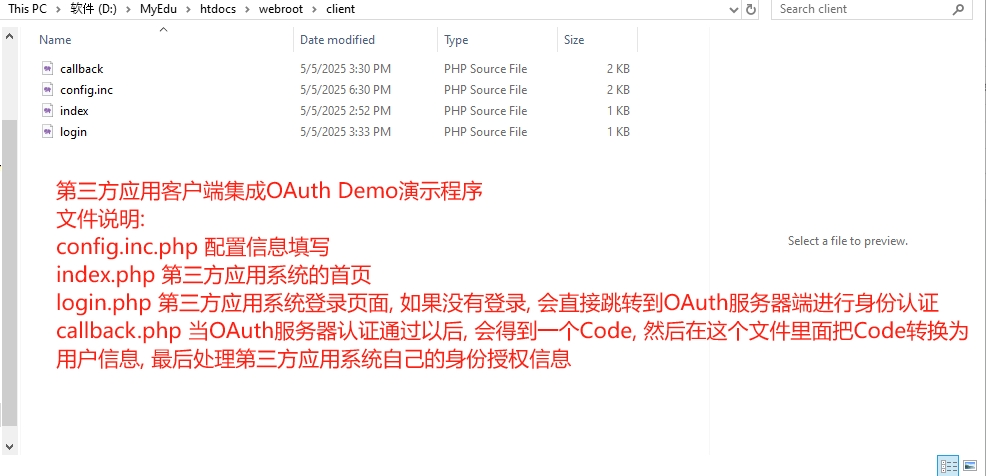 This PC > 软件 (D:) > MyEdu > htdocs > webroot > client
Search client
Name Date modified Type Size
callback 5/5/2025 3:30 PM PHP Source File 2 KB
config.inc 5/5/2025 6:30 PM PHP Source File 2 KB
index 5/5/2025 2:52 PM PHP Source File 1 KB
login 5/5/2025 3:33 PM PHP Source File 1 KB
第三方应用客户端集成OAuth Demo演示程序
文件说明:
config.inc.php 配置信息填写
index.php 第三方应用系统的首页
login.php 第三方应用系统登录页面, 如果没有登录, 会直接跳转到OAuth服务器端进行身份认证
callback.php 当OAuth服务器认证通过以后, 会得到一个Code, 然后在这个文件里面把Code转换为
用户信息, 最后处理第三方应用系统自己的身份授权信息
Select a file to preview.